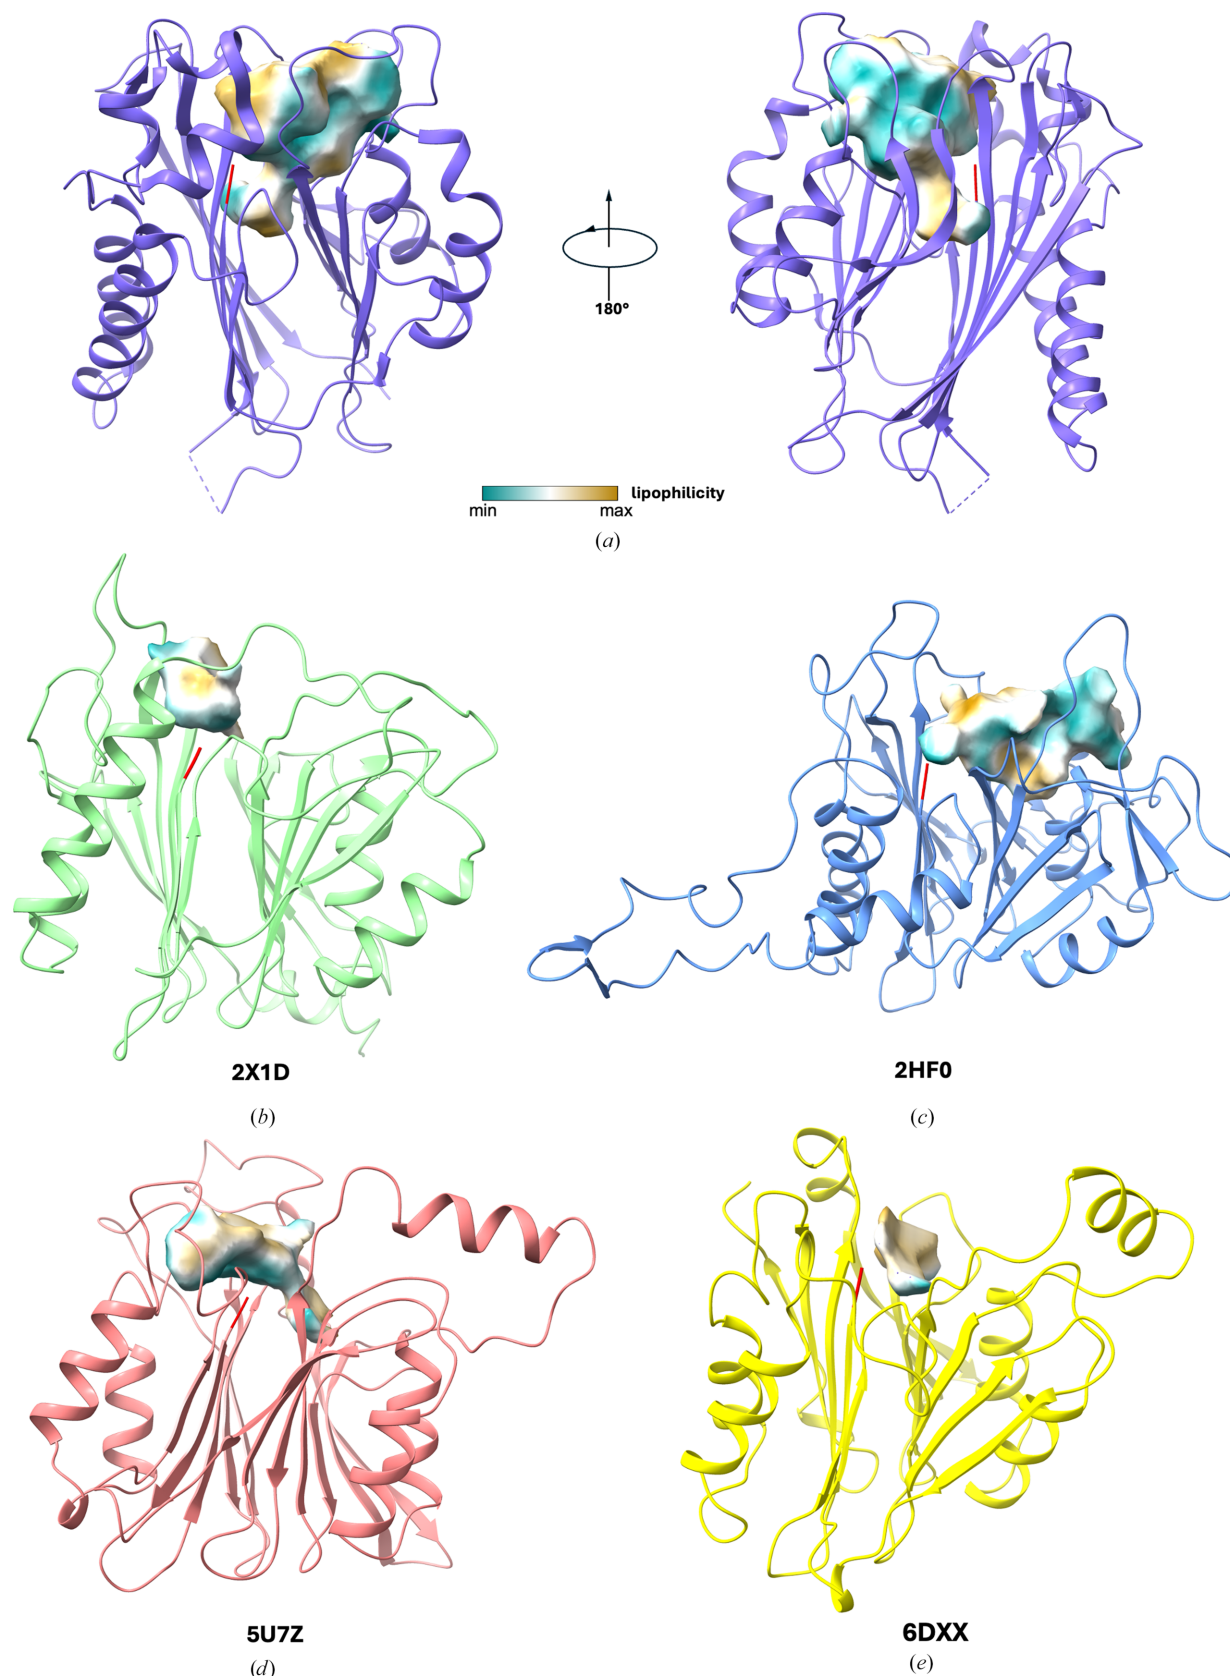 180°
lipophilicity
min max
(a)
2X1D
2HF0
(b)
(c)
5U7Z
6DXX
(d)
(e)